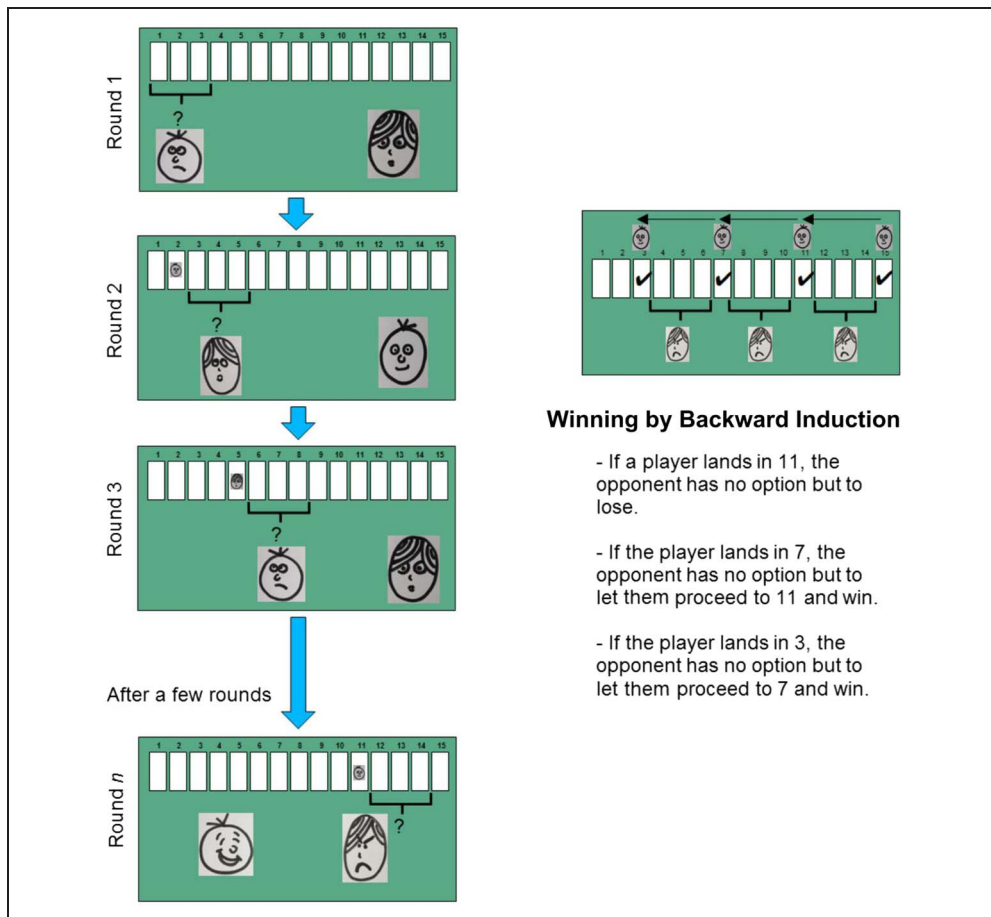 1 2 3 4 5 6 7 8 9 10 11 12 13 14 15
Round 1
?
1 2 3 4 5 6 7 8 9 10 11 12 13 14 15
Round 2
?
1 2 3 4 5 6 7 8 9 10 11 12 13 14 15
Round 3
?
After a few rounds
1 2 3 4 5 6 7 8 9 10 11 12 13 14 15
Round n
?
1 2 3 4 5 6 7 8 9 10 11 12 13 14 15
Winning by Backward Induction
- If a player lands in 11, the
opponent has no option but to
lose.
- If the player lands in 7, the
opponent has no option but to
let them proceed to 11 and win.
- If the player lands in 3, the
opponent has no option but to
let them proceed to 7 and win.